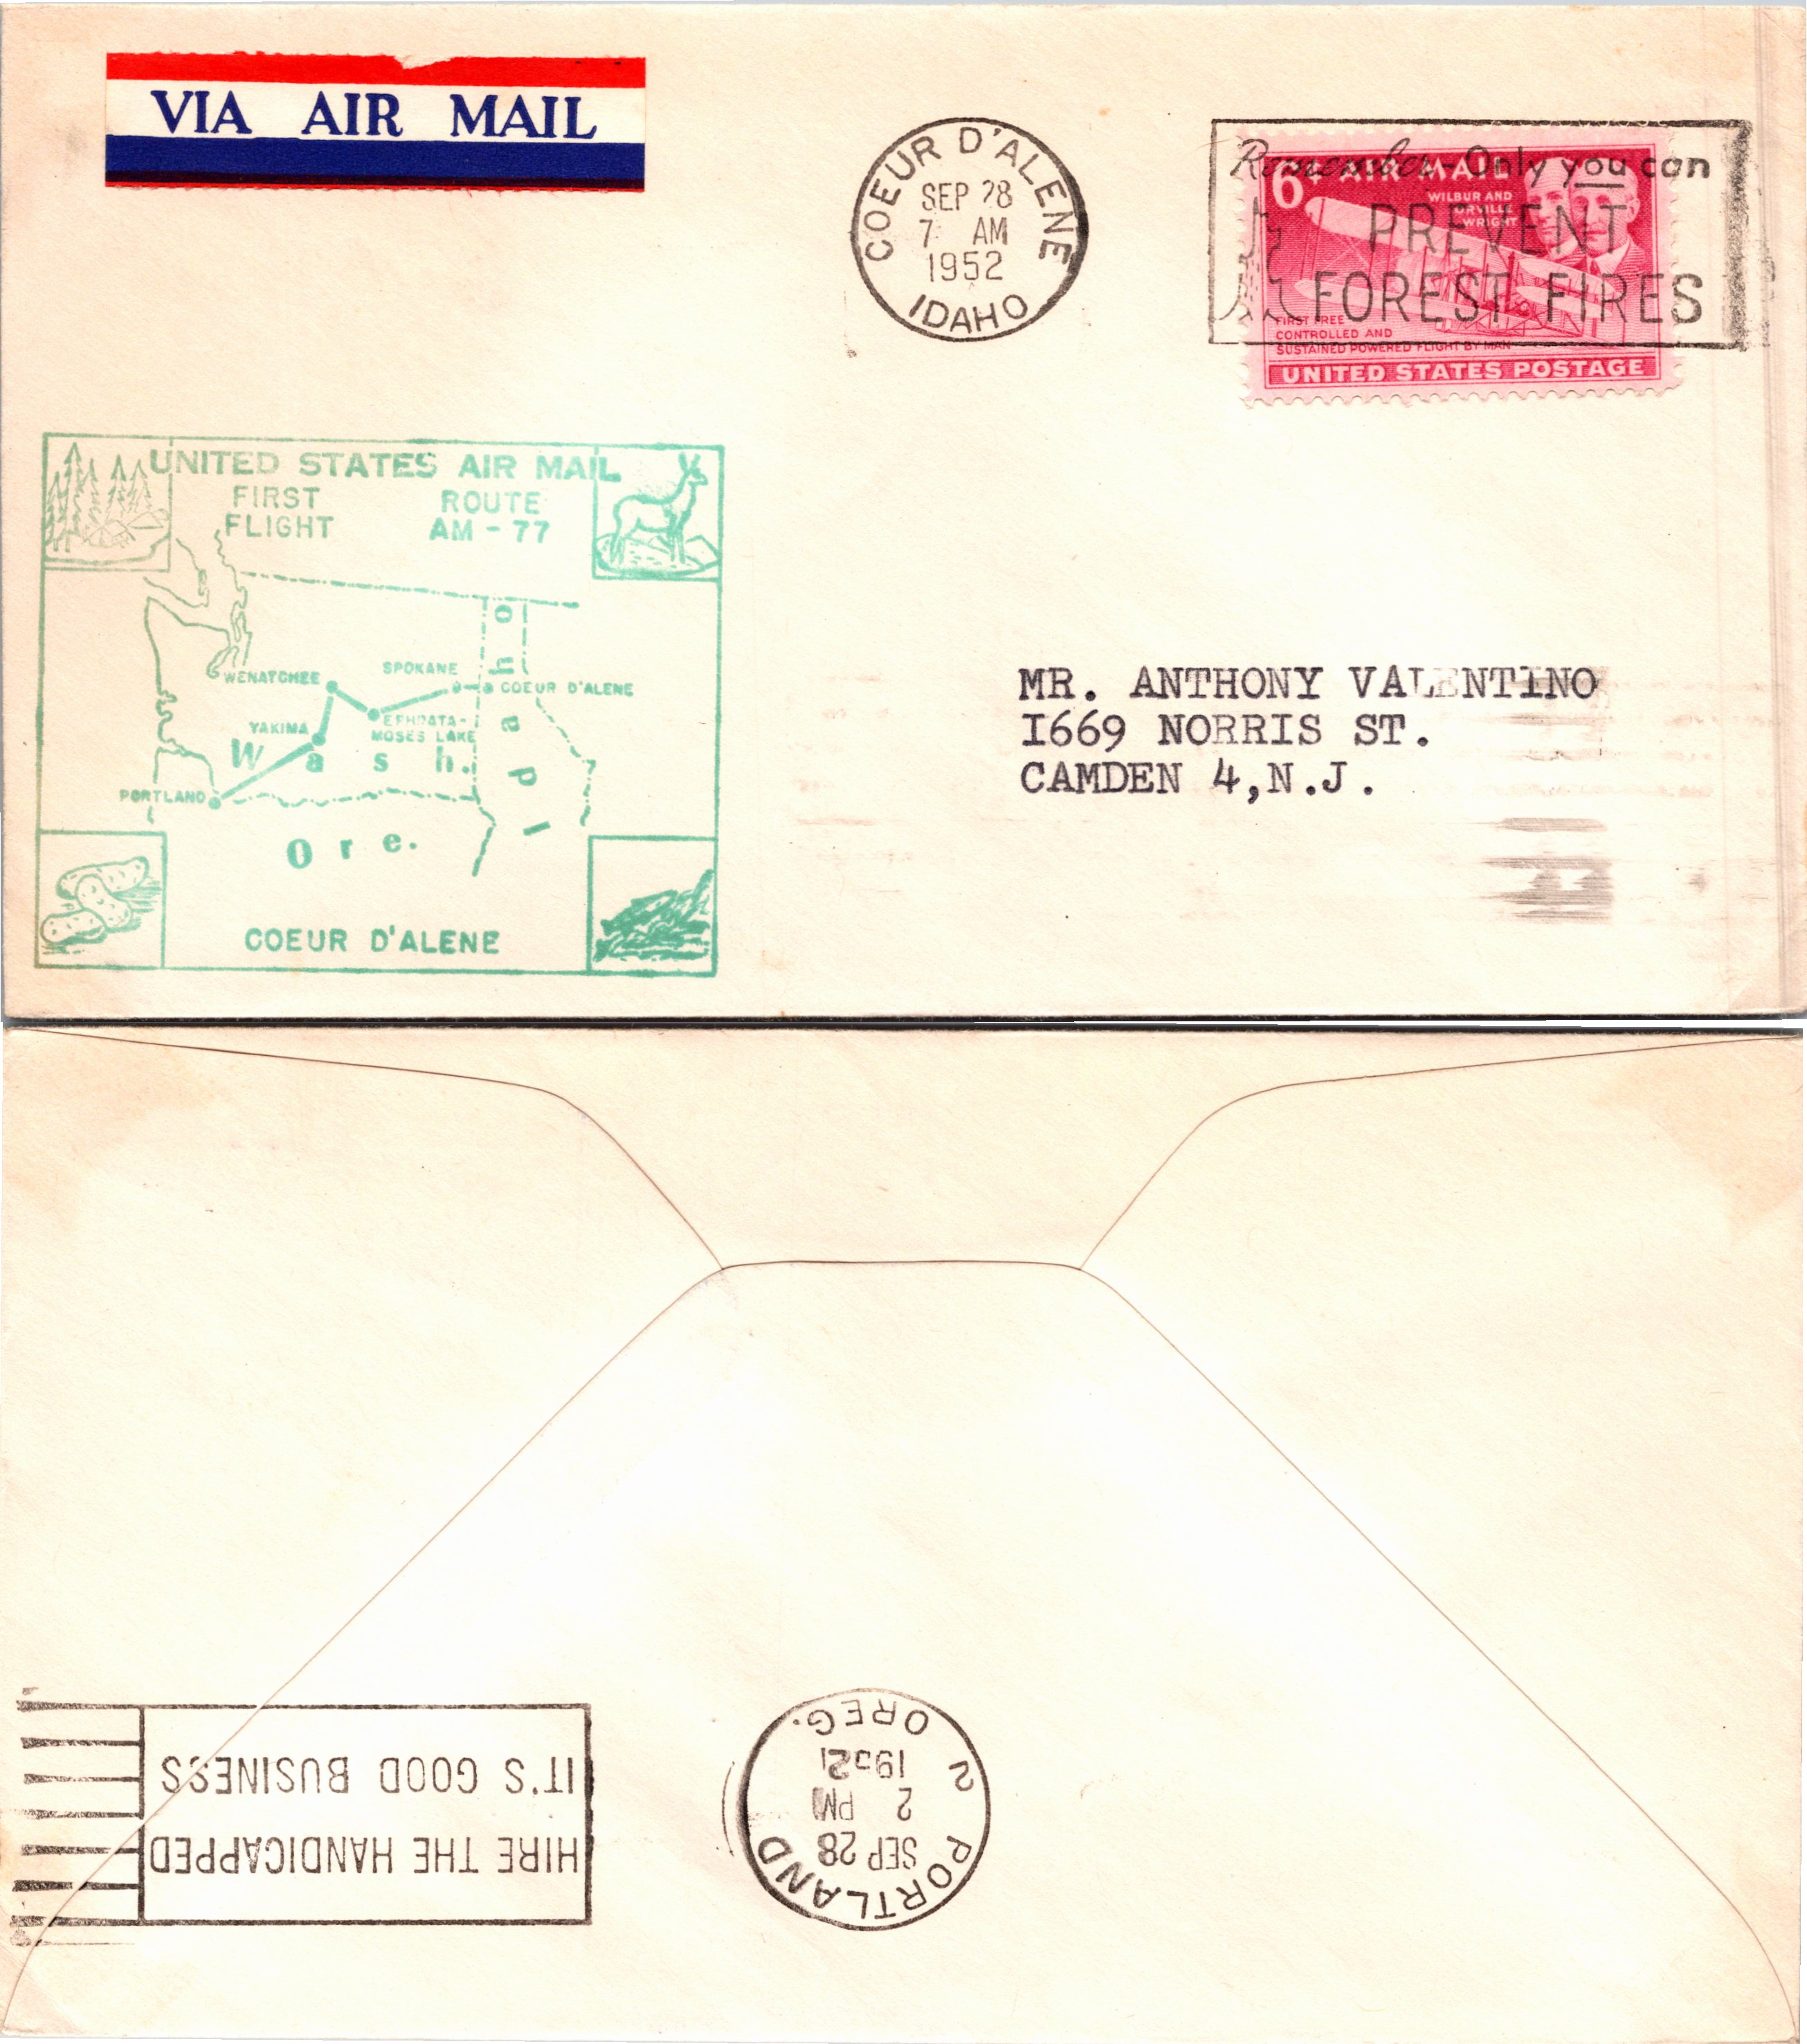 VIA AIR MAIL
COEUR D'ALENE
SEP 28
7 AM
1952
IDAHO
Remember-Only you can
PREVENT
FOREST FIRES
6¢ AIR MAIL
WILBUR AND
ORVILLE
WRIGHT
FIRST FREE
CONTROLLED AND
SUSTAINED POWERED FLIGHT BY MAN
UNITED STATES POSTAGE
UNITED STATES AIR MAIL
FIRST ROUTE
FLIGHT AM-77
WENATCHEE
SPOKANE
COEUR D'ALENE
YAKIMA
EPHRATA-
MOSES LAKE
Wash.
Idaho
PORTLAND
Ore.
COEUR D'ALENE
MR. ANTHONY VALENTINO
I669 NORRIS ST.
CAMDEN 4,N.J.
HIRE THE HANDICAPPED
IT'S GOOD BUSINESS
PORTLAND 2
SEP 28
2 PM
1952
OREG.